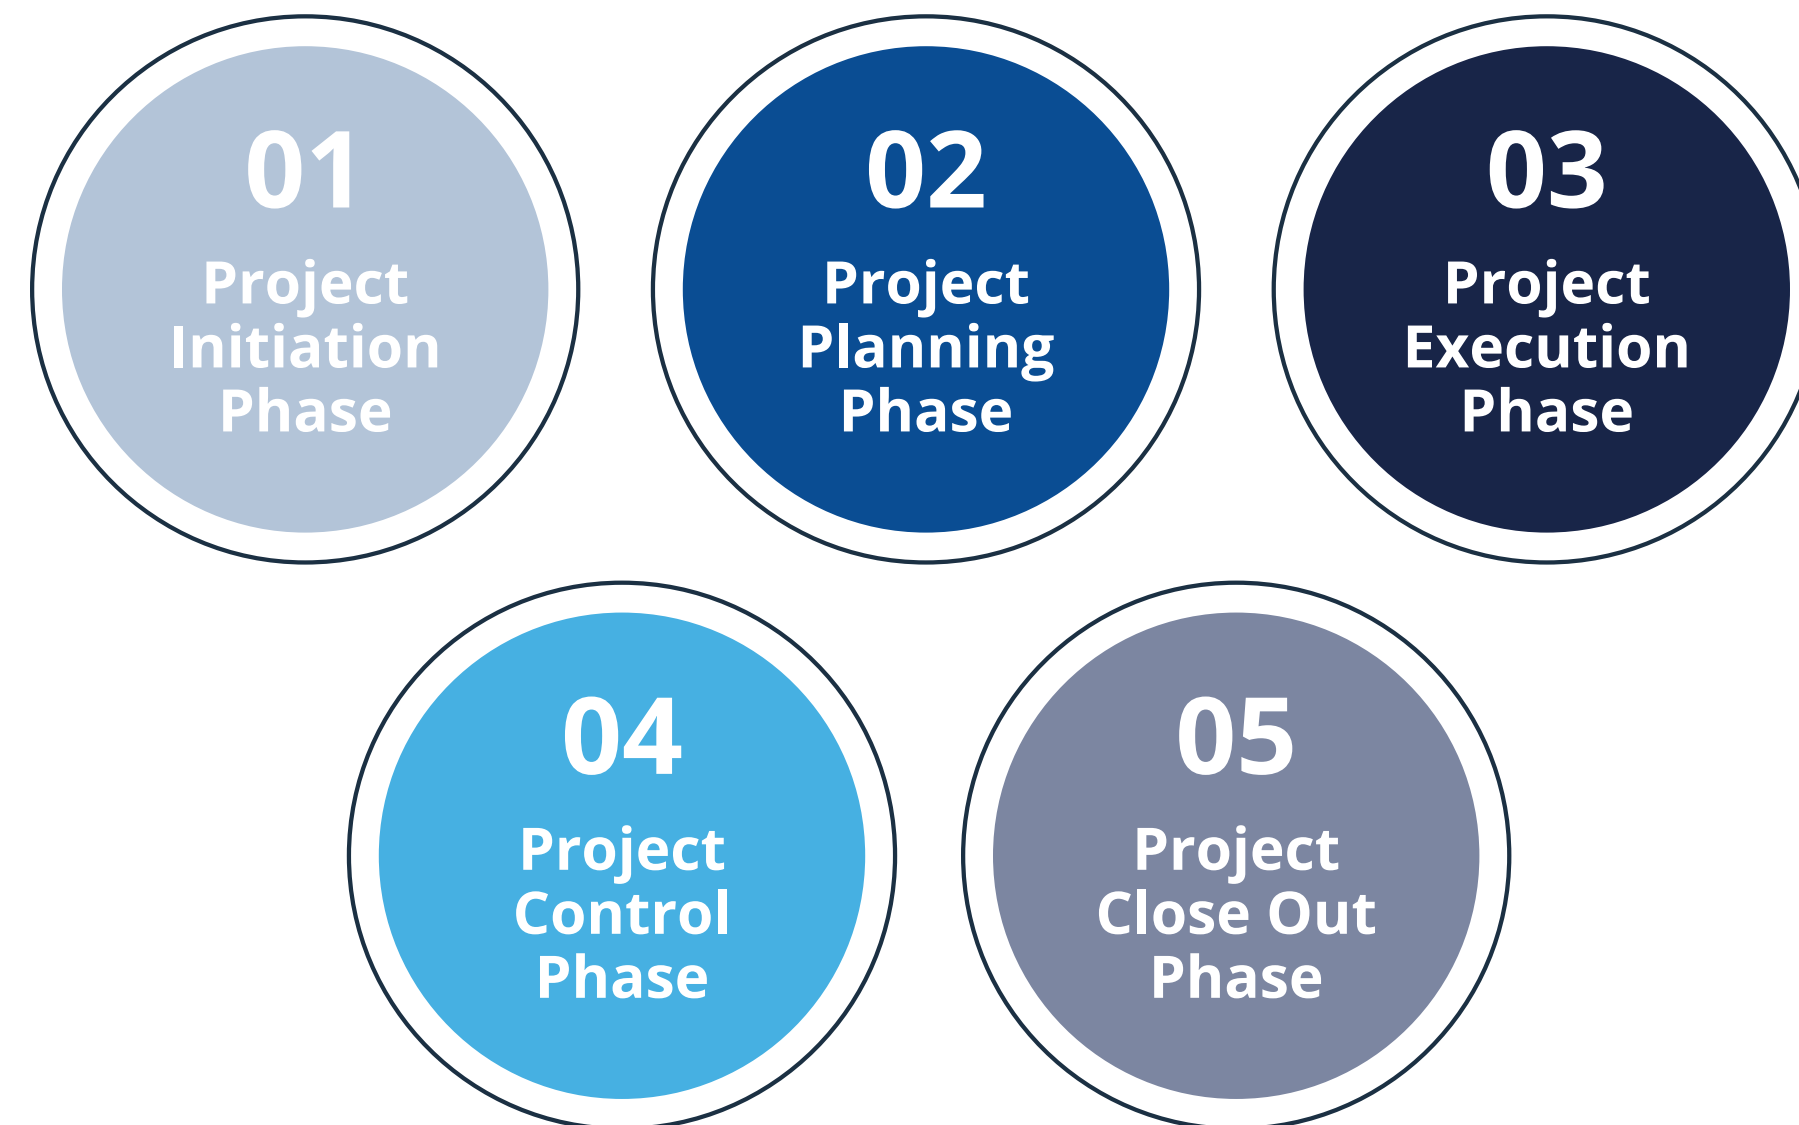 01
Project
Initiation
Phase
02
Project
Planning
Phase
03
Project
Execution
Phase
04
Project
Control
Phase
05
Project
Close Out
Phase